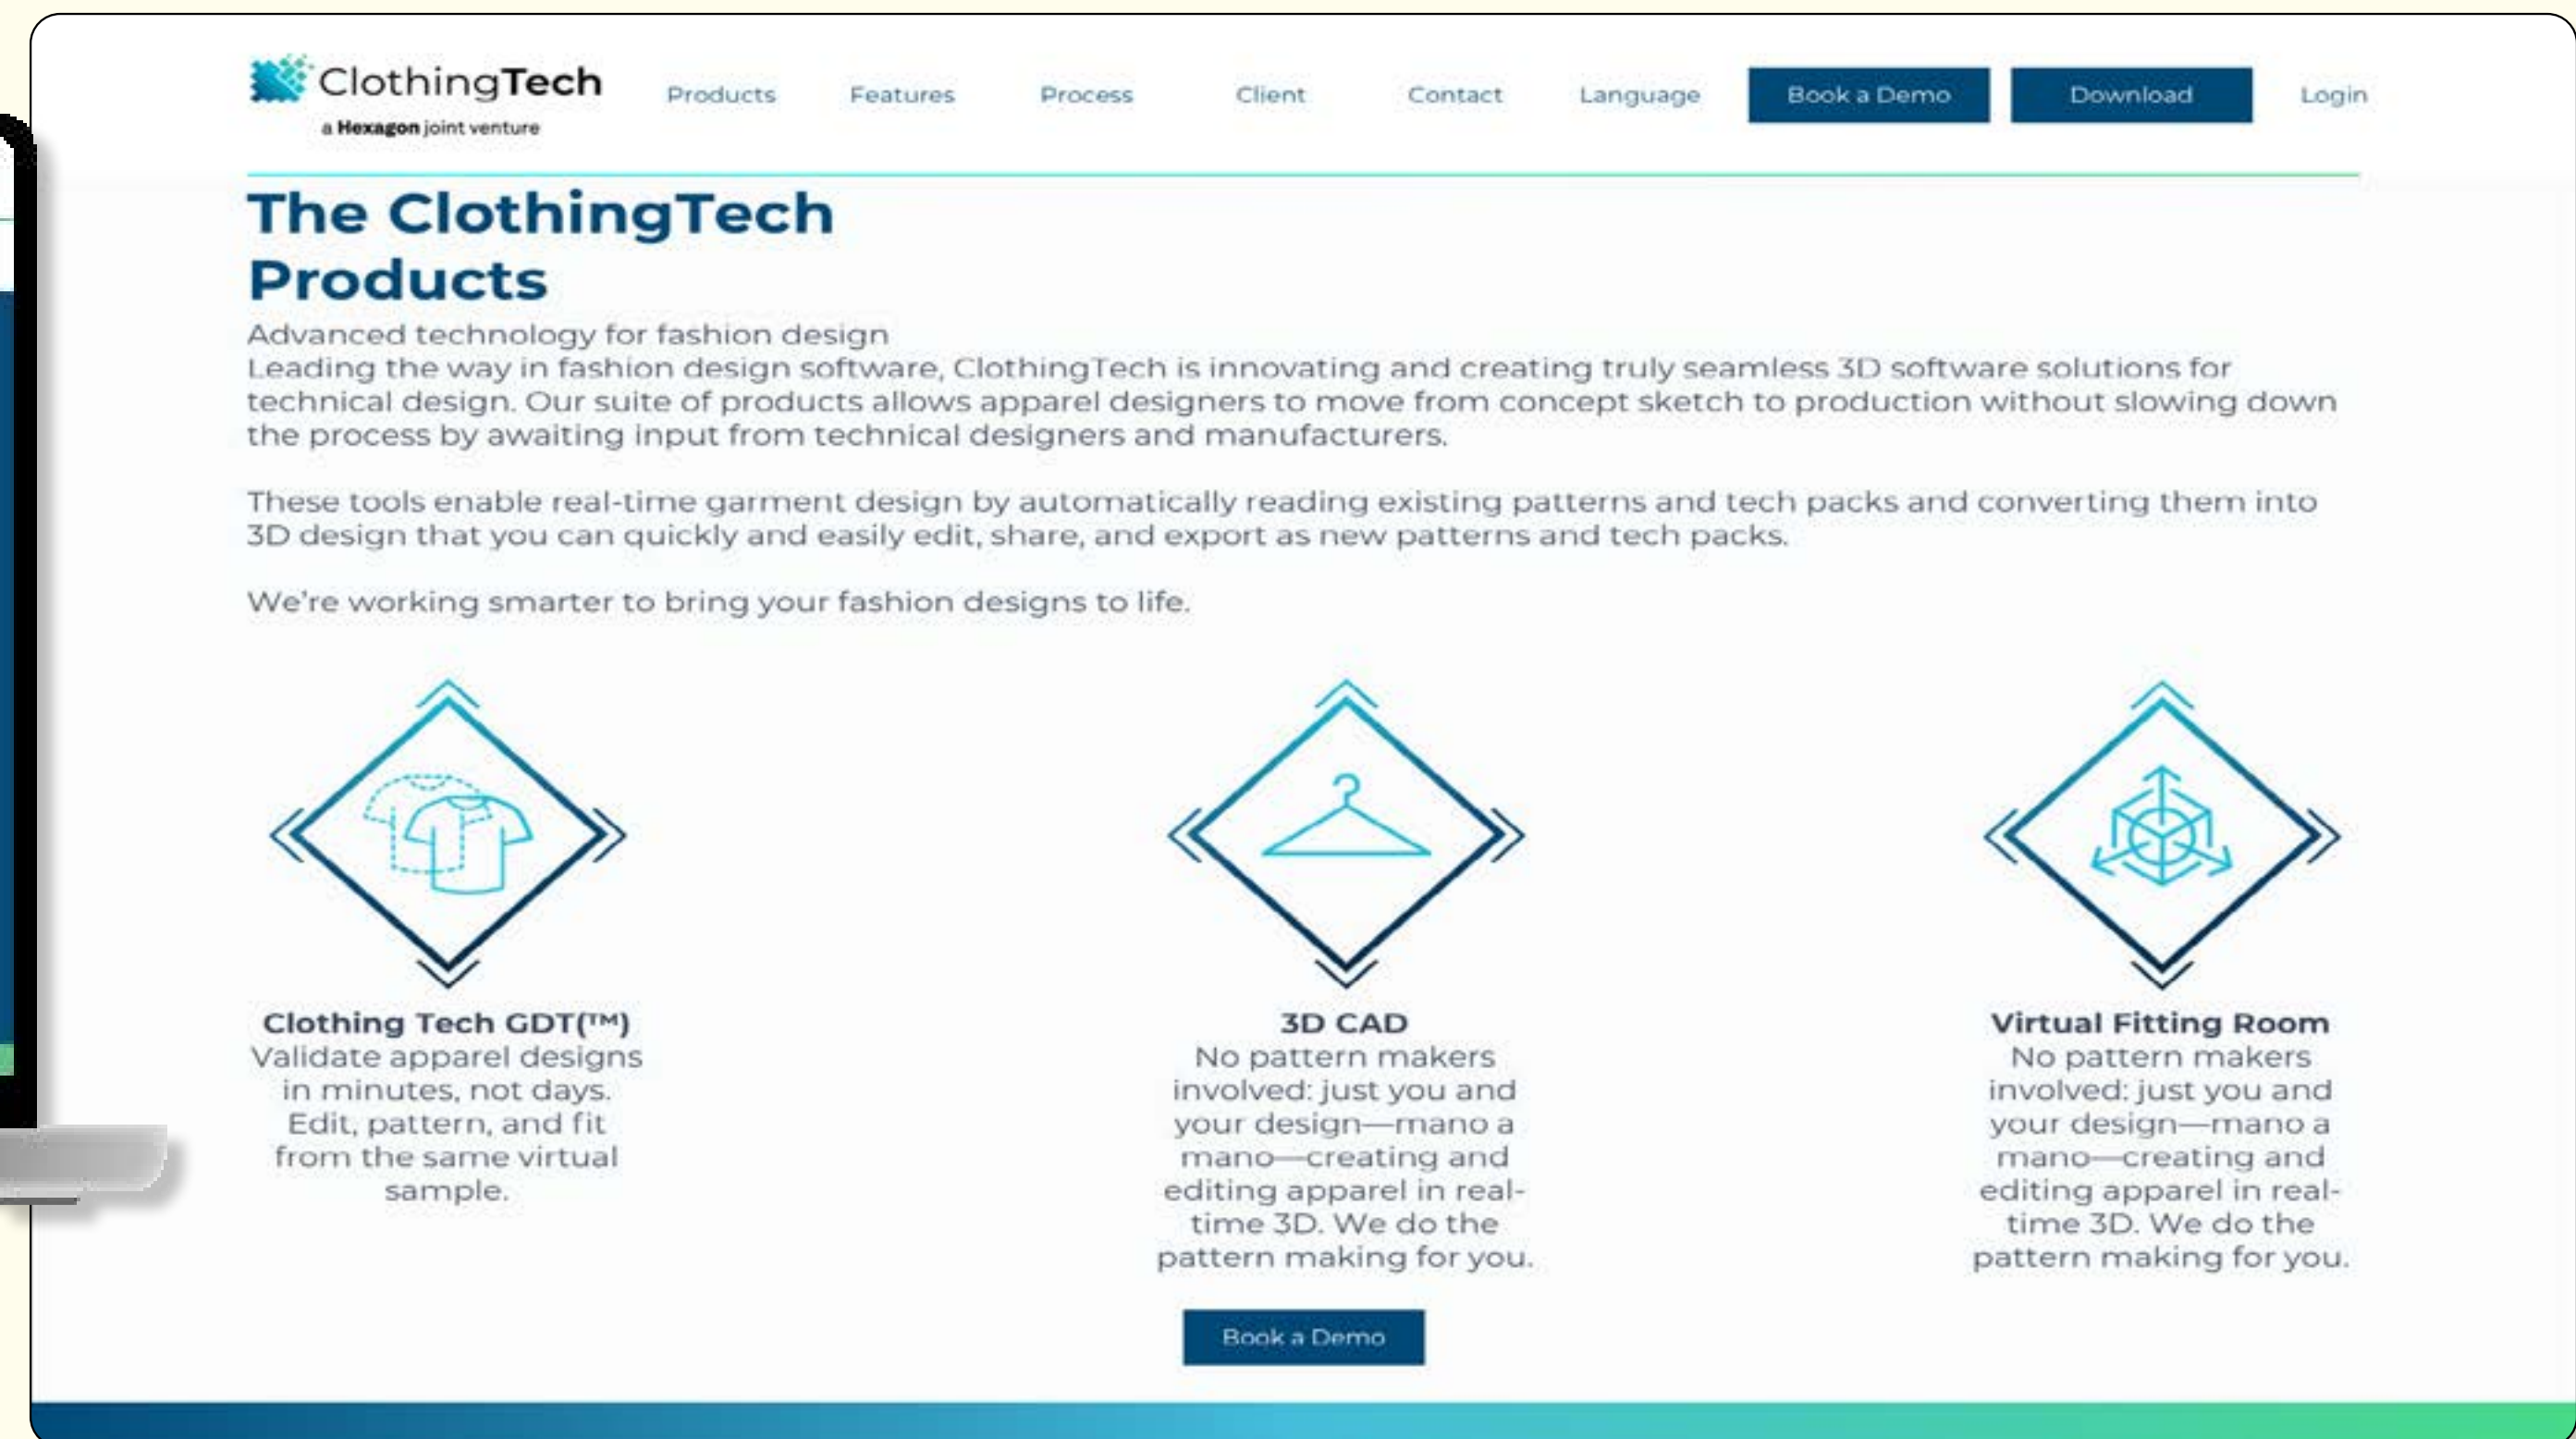 ClothingTech
a Hexagon joint venture
Products
Features
Process
Client
Contact
Language
Book a Demo
Download
Login
The ClothingTech
Products
Advanced technology for fashion design
Leading the way in fashion design software, ClothingTech is innovating and creating truly seamless 3D software solutions for
technical design. Our suite of products allows apparel designers to move from concept sketch to production without slowing down
the process by awaiting input from technical designers and manufacturers.
These tools enable real-time garment design by automatically reading existing patterns and tech packs and converting them into
3D design that you can quickly and easily edit, share, and export as new patterns and tech packs.
We're working smarter to bring your fashion designs to life.
Clothing Tech GDT(™)
Validate apparel designs
in minutes, not days.
Edit, pattern, and fit
from the same virtual
sample.
3D CAD
No pattern makers
involved: just you and
your design—mano a
mano—creating and
editing apparel in real-
time 3D. We do the
pattern making for you.
Virtual Fitting Room
No pattern makers
involved: just you and
your design—mano a
mano—creating and
editing apparel in real-
time 3D. We do the
pattern making for you.
Book a Demo